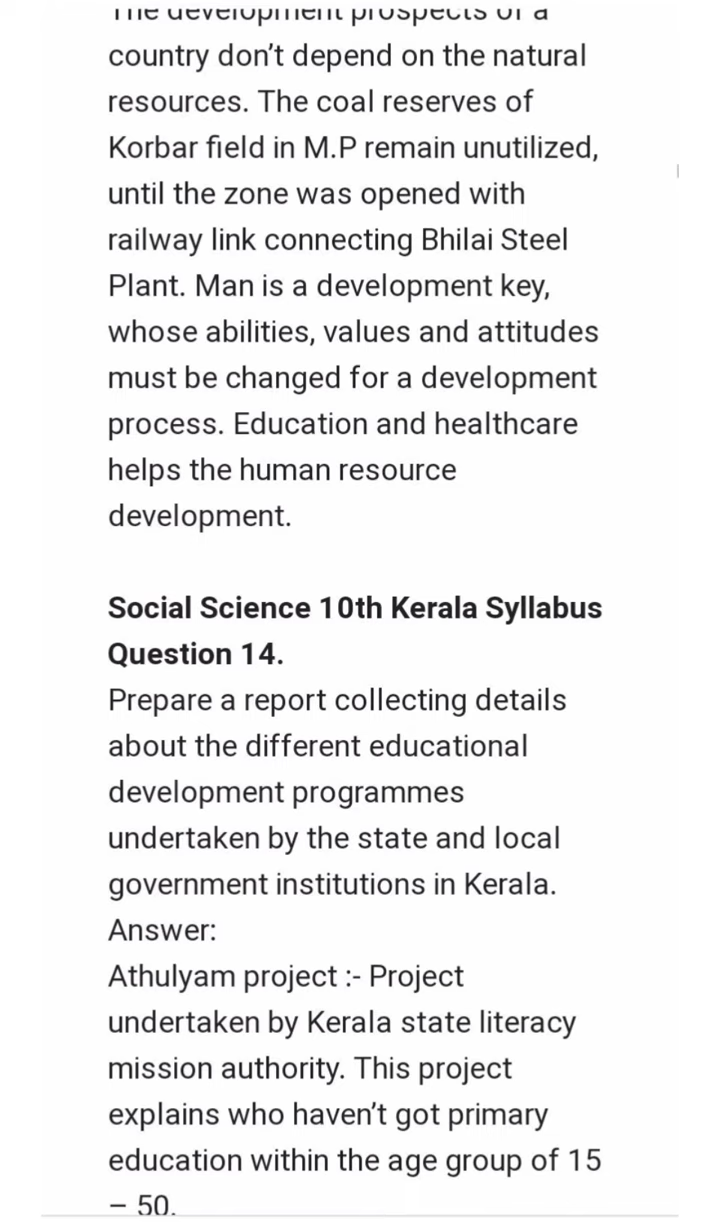 The development prospects of a
country don't depend on the natural
resources. The coal reserves of
Korbar field in M.P remain unutilized,
until the zone was opened with
railway link connecting Bhilai Steel
Plant. Man is a development key,
whose abilities, values and attitudes
must be changed for a development
process. Education and healthcare
helps the human resource
development.
Social Science 10th Kerala Syllabus
Question 14.
Prepare a report collecting details
about the different educational
development programmes
undertaken by the state and local
government institutions in Kerala.
Answer:
Athulyam project :- Project
undertaken by Kerala state literacy
mission authority. This project
explains who haven't got primary
education within the age group of 15
– 50.